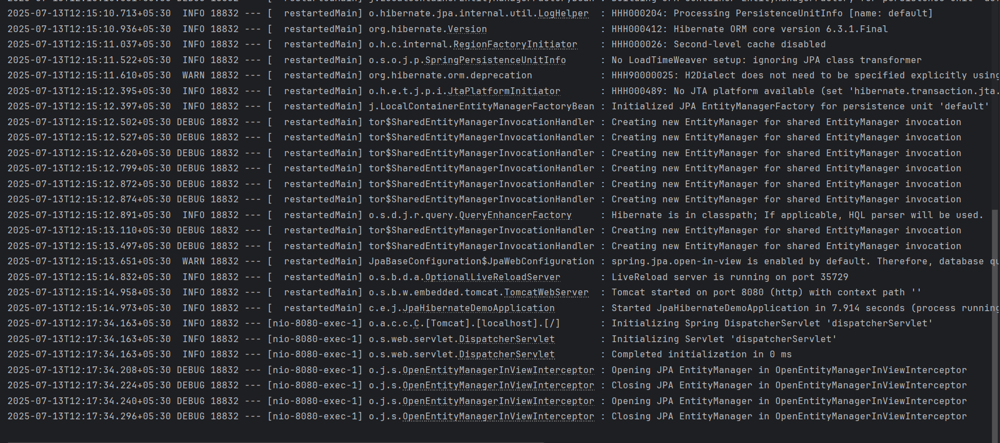 2025-07-13T12:15:10.713+05:30  INFO 18832 --- [  restartedMain] o.hibernate.jpa.internal.util.LogHelper  : HHH000204: Processing PersistenceUnitInfo [name: default]
2025-07-13T12:15:10.936+05:30  INFO 18832 --- [  restartedMain] org.hibernate.Version                    : HHH000412: Hibernate ORM core version 6.3.1.Final
2025-07-13T12:15:11.037+05:30  INFO 18832 --- [  restartedMain] o.h.c.internal.RegionFactoryInitiator    : HHH000026: Second-level cache disabled
2025-07-13T12:15:11.522+05:30  INFO 18832 --- [  restartedMain] o.s.o.j.p.SpringPersistenceUnitInfo      : No LoadTimeWeaver setup: ignoring JPA class transformer
2025-07-13T12:15:11.610+05:30  WARN 18832 --- [  restartedMain] org.hibernate.orm.deprecation            : HHH90000025: H2Dialect does not need to be specified explicitly using
2025-07-13T12:15:12.395+05:30  INFO 18832 --- [  restartedMain] o.h.e.t.j.p.i.JtaPlatformInitiator       : HHH000489: No JTA platform available (set 'hibernate.transaction.jta.
2025-07-13T12:15:12.397+05:30  INFO 18832 --- [  restartedMain] j.LocalContainerEntityManagerFactoryBean : Initialized JPA EntityManagerFactory for persistence unit 'default'
2025-07-13T12:15:12.502+05:30 DEBUG 18832 --- [  restartedMain] tor$SharedEntityManagerInvocationHandler : Creating new EntityManager for shared EntityManager invocation
2025-07-13T12:15:12.527+05:30 DEBUG 18832 --- [  restartedMain] tor$SharedEntityManagerInvocationHandler : Creating new EntityManager for shared EntityManager invocation
2025-07-13T12:15:12.620+05:30 DEBUG 18832 --- [  restartedMain] tor$SharedEntityManagerInvocationHandler : Creating new EntityManager for shared EntityManager invocation
2025-07-13T12:15:12.799+05:30 DEBUG 18832 --- [  restartedMain] tor$SharedEntityManagerInvocationHandler : Creating new EntityManager for shared EntityManager invocation
2025-07-13T12:15:12.872+05:30 DEBUG 18832 --- [  restartedMain] tor$SharedEntityManagerInvocationHandler : Creating new EntityManager for shared EntityManager invocation
2025-07-13T12:15:12.874+05:30 DEBUG 18832 --- [  restartedMain] tor$SharedEntityManagerInvocationHandler : Creating new EntityManager for shared EntityManager invocation
2025-07-13T12:15:12.891+05:30  INFO 18832 --- [  restartedMain] o.s.d.j.r.query.QueryEnhancerFactory     : Hibernate is in classpath; If applicable, HQL parser will be used.
2025-07-13T12:15:13.110+05:30 DEBUG 18832 --- [  restartedMain] tor$SharedEntityManagerInvocationHandler : Creating new EntityManager for shared EntityManager invocation
2025-07-13T12:15:13.497+05:30 DEBUG 18832 --- [  restartedMain] tor$SharedEntityManagerInvocationHandler : Creating new EntityManager for shared EntityManager invocation
2025-07-13T12:15:13.651+05:30  WARN 18832 --- [  restartedMain] JpaBaseConfiguration$JpaWebConfiguration : spring.jpa.open-in-view is enabled by default. Therefore, database
2025-07-13T12:15:14.832+05:30  INFO 18832 --- [  restartedMain] o.s.b.d.a.OptionalLiveReloadServer       : LiveReload server is running on port 35729
2025-07-13T12:15:14.958+05:30  INFO 18832 --- [  restartedMain] o.s.b.w.embedded.tomcat.TomcatWebServer  : Tomcat started on port 8080 (http) with context path ''
2025-07-13T12:15:14.973+05:30  INFO 18832 --- [  restartedMain] c.e.j.JpaHibernateDemoApplication        : Started JpaHibernateDemoApplication in 7.914 seconds (process running
2025-07-13T12:17:34.163+05:30  INFO 18832 --- [nio-8080-exec-1] o.a.c.c.C.[Tomcat].[localhost].[/]       : Initializing Spring DispatcherServlet 'dispatcherServlet'
2025-07-13T12:17:34.163+05:30  INFO 18832 --- [nio-8080-exec-1] o.s.web.servlet.DispatcherServlet        : Initializing Servlet 'dispatcherServlet'
2025-07-13T12:17:34.163+05:30  INFO 18832 --- [nio-8080-exec-1] o.s.web.servlet.DispatcherServlet        : Completed initialization in 0 ms
2025-07-13T12:17:34.208+05:30 DEBUG 18832 --- [nio-8080-exec-1] o.j.s.OpenEntityManagerInViewInterceptor : Opening JPA EntityManager in OpenEntityManagerInViewInterceptor
2025-07-13T12:17:34.224+05:30 DEBUG 18832 --- [nio-8080-exec-1] o.j.s.OpenEntityManagerInViewInterceptor : Closing JPA EntityManager in OpenEntityManagerInViewInterceptor
2025-07-13T12:17:34.240+05:30 DEBUG 18832 --- [nio-8080-exec-1] o.j.s.OpenEntityManagerInViewInterceptor : Opening JPA EntityManager in OpenEntityManagerInViewInterceptor
2025-07-13T12:17:34.296+05:30 DEBUG 18832 --- [nio-8080-exec-1] o.j.s.OpenEntityManagerInViewInterceptor : Closing JPA EntityManager in OpenEntityManagerInViewInterceptor